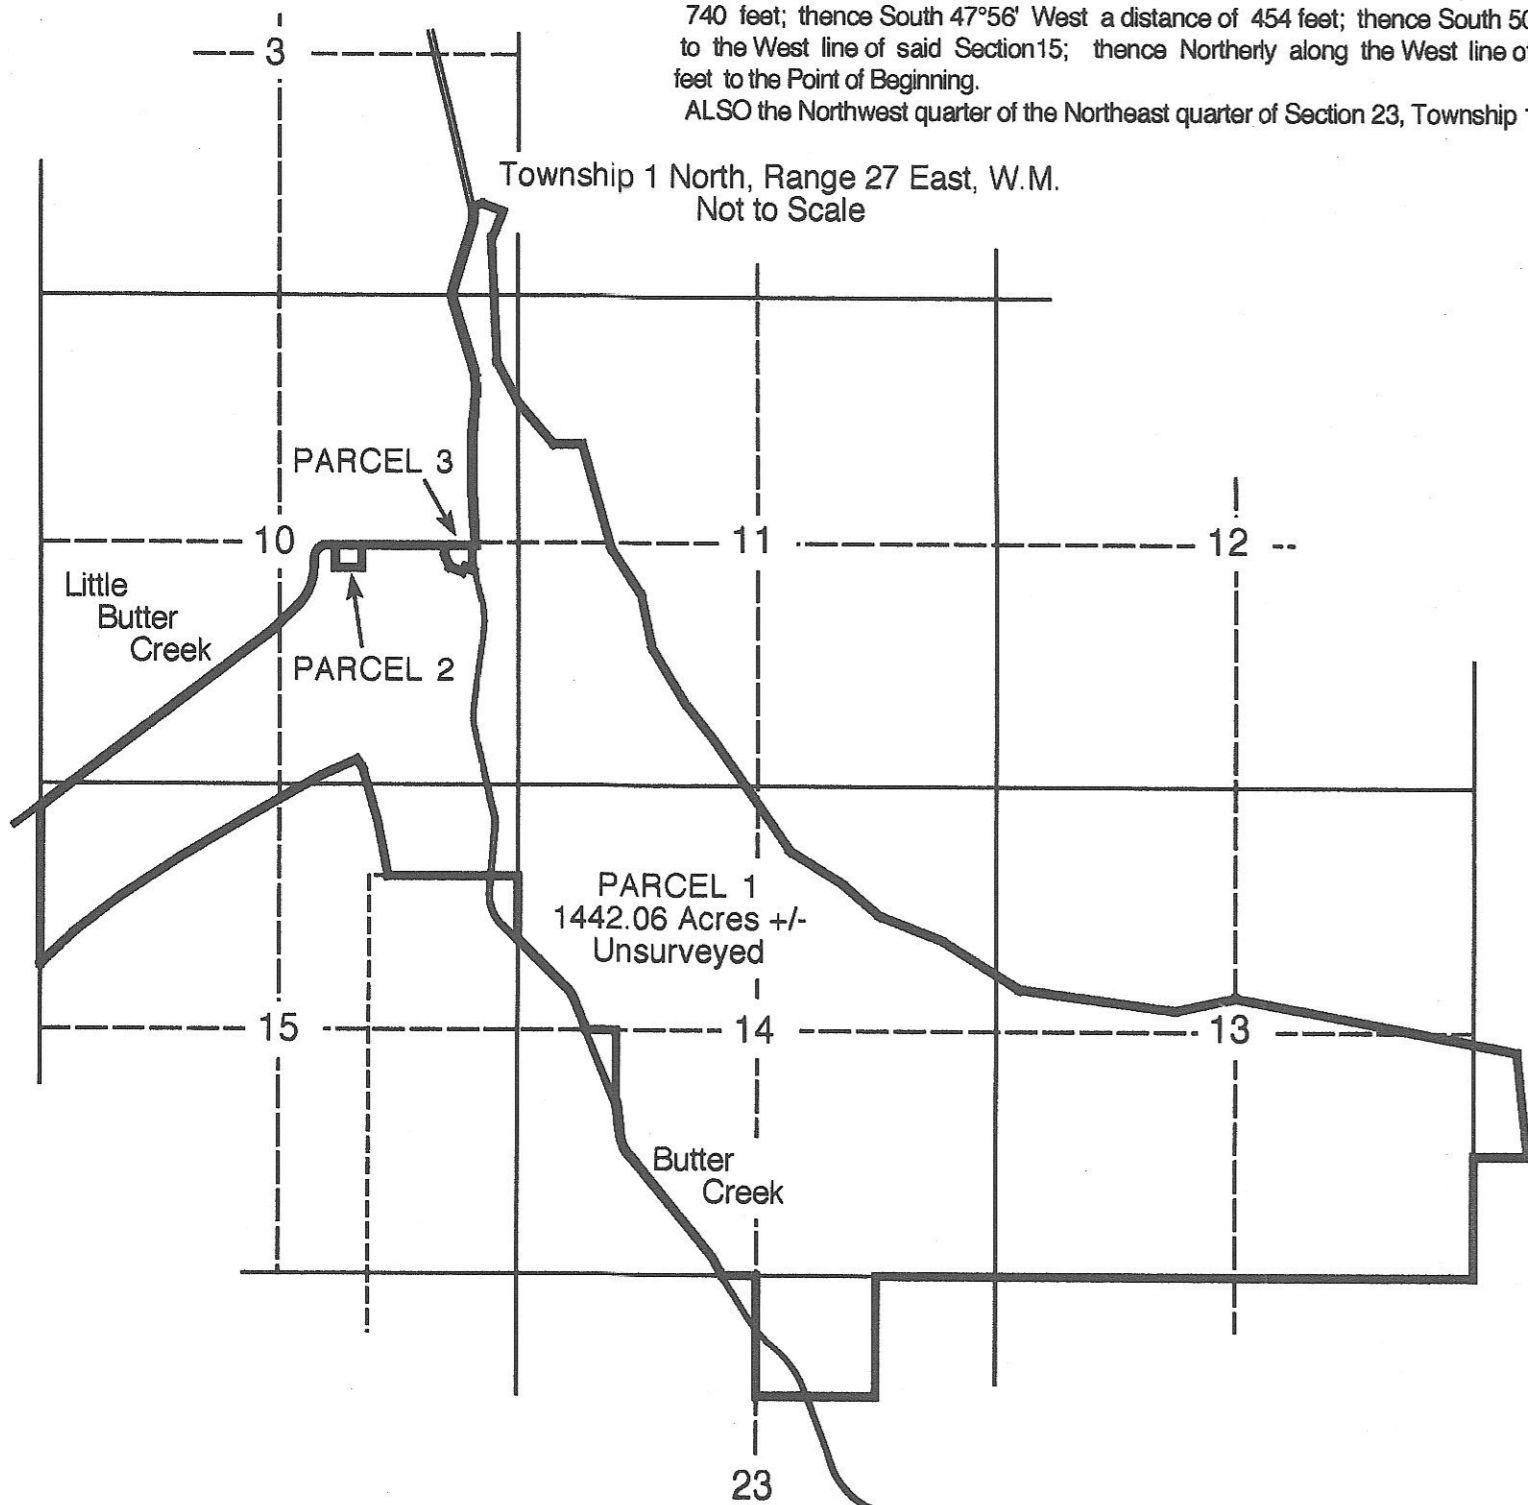 740 feet; thence South 47°56' West a distance of 454 feet; thence South 50
to the West line of said Section15; thence Northerly along the West line of
feet to the Point of Beginning.
ALSO the Northwest quarter of the Northeast quarter of Section 23, Township 1
3
Township 1 North, Range 27 East, W.M.
Not to Scale
PARCEL 3
10
11
12
Little
Butter
Creek
PARCEL 2
PARCEL 1
1442.06 Acres +/-
Unsurveyed
15
14
13
Butter
Creek
23